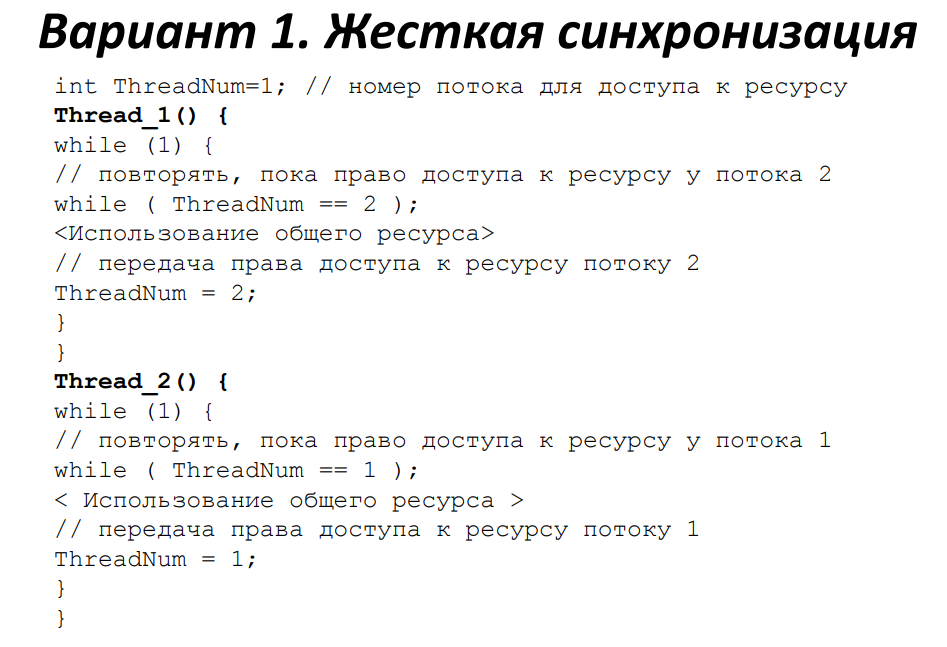 Вариант 1. Жесткая синхронизация
int ThreadNum=1; // номер потока для доступа к ресурсу
Thread_1() {
while (1) {
// повторять, пока право доступа к ресурсу у потока 2
while ( ThreadNum == 2 );
<Использование общего ресурса>
// передача права доступа к ресурсу потоку 2
ThreadNum = 2;
}
}
Thread_2() {
while (1) {
// повторять, пока право доступа к ресурсу у потока 1
while ( ThreadNum == 1 );
< Использование общего ресурса >
// передача права доступа к ресурсу потоку 1
ThreadNum = 1;
}
}